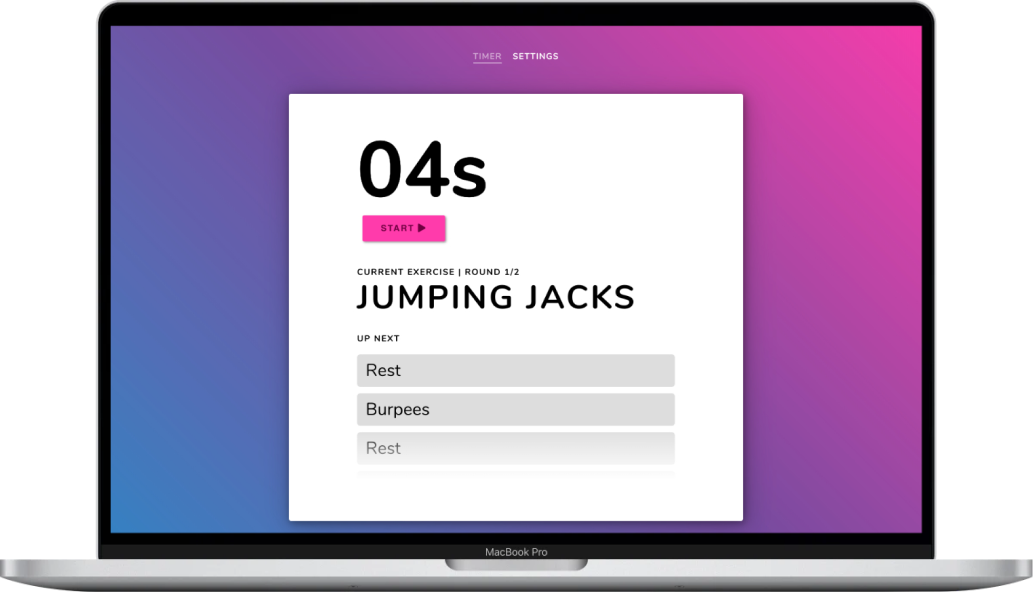 TIMER SETTINGS
04s
START
CURRENT EXERCISE | ROUND 1/2
JUMPING JACKS
UP NEXT
Rest
Burpees
Rest
MacBook Pro